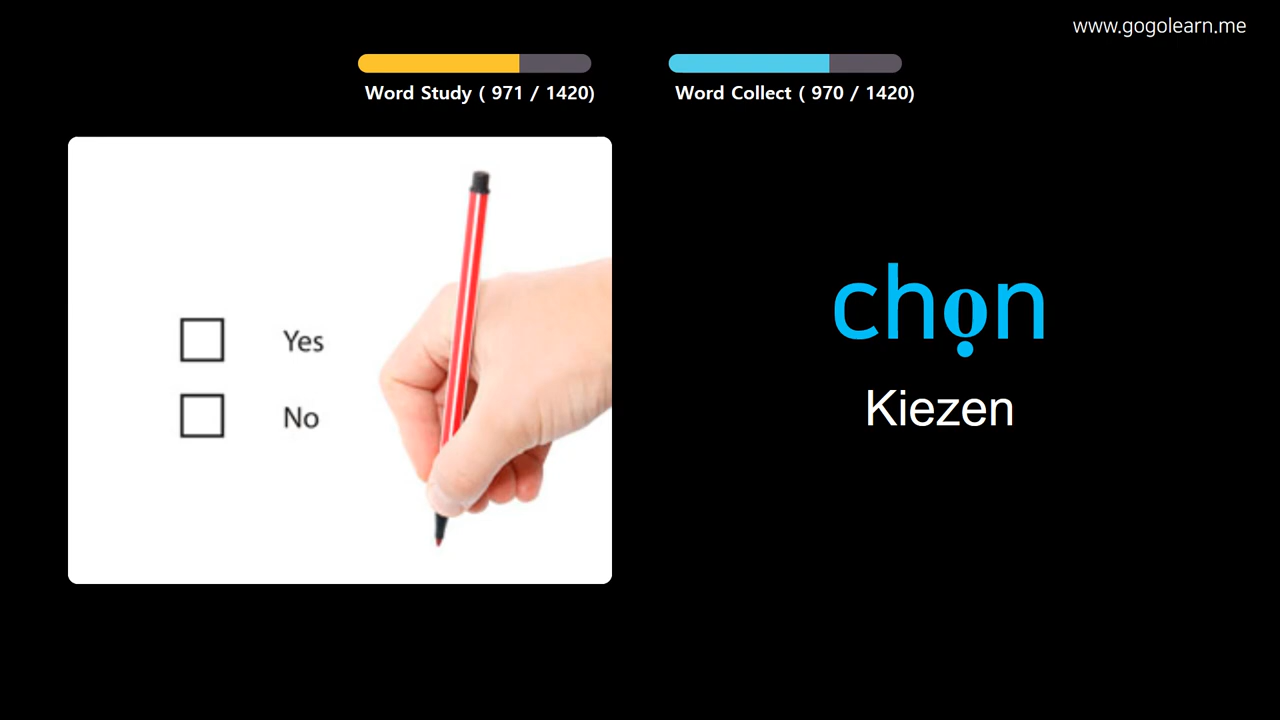 www.gogolearn.me
Word Study ( 971 / 1420)
Word Collect ( 970 / 1420)
Yes
No
chọn
Kiezen